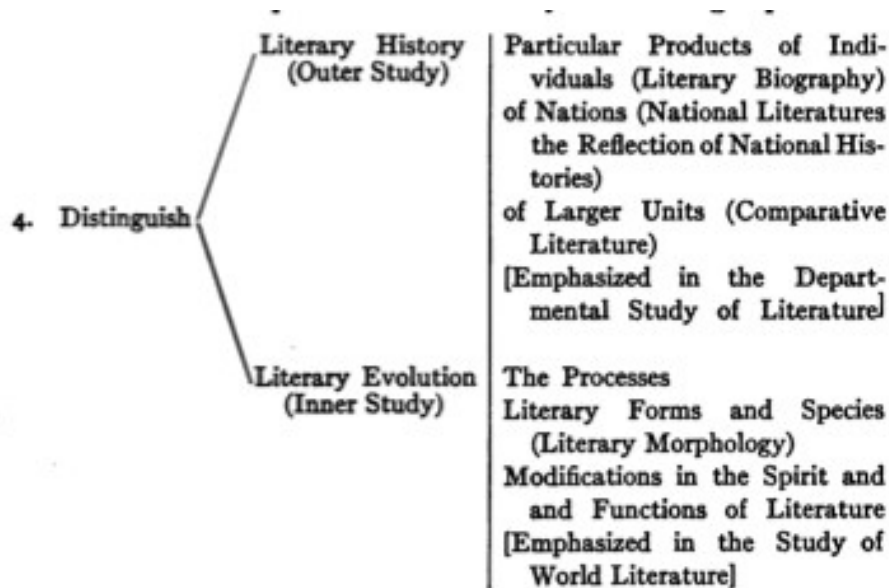 Literary History
(Outer Study)
Particular Products of Indi-
viduals (Literary Biography)
of Nations (National Literatures
the Reflection of National His-
tories)
4. Distinguish
of Larger Units (Comparative
Literature)
[Emphasized in the Depart-
mental Study of Literature]
Literary Evolution
(Inner Study)
The Processes
Literary Forms and Species
(Literary Morphology)
Modifications in the Spirit and
and Functions of Literature
[Emphasized in the Study of
World Literature]